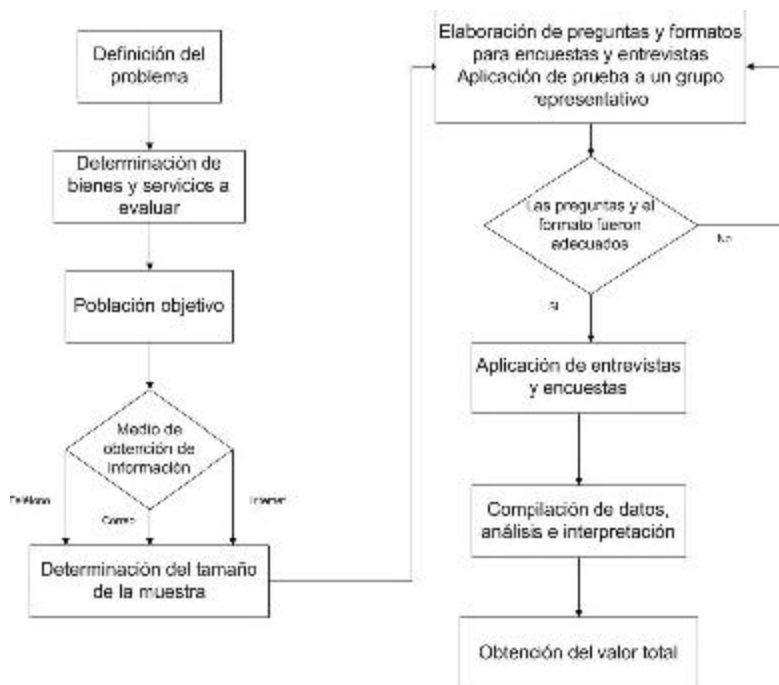 Definición del
problema
Determinación de
bienes y servicios a
evaluar
Población objetivo
Medio de
obtención de
información
Teléfono
Correo
Internet
Determinación del tamaño
de la muestra
Elaboración de preguntas y formatos
para encuestas y entrevistas
Aplicación de prueba a un grupo
representativo
Las preguntas y el
formato fueron
adecuados
No
Si
Aplicación de entrevistas
y encuestas
Compilación de datos,
análisis e interpretación
Obtención del valor total